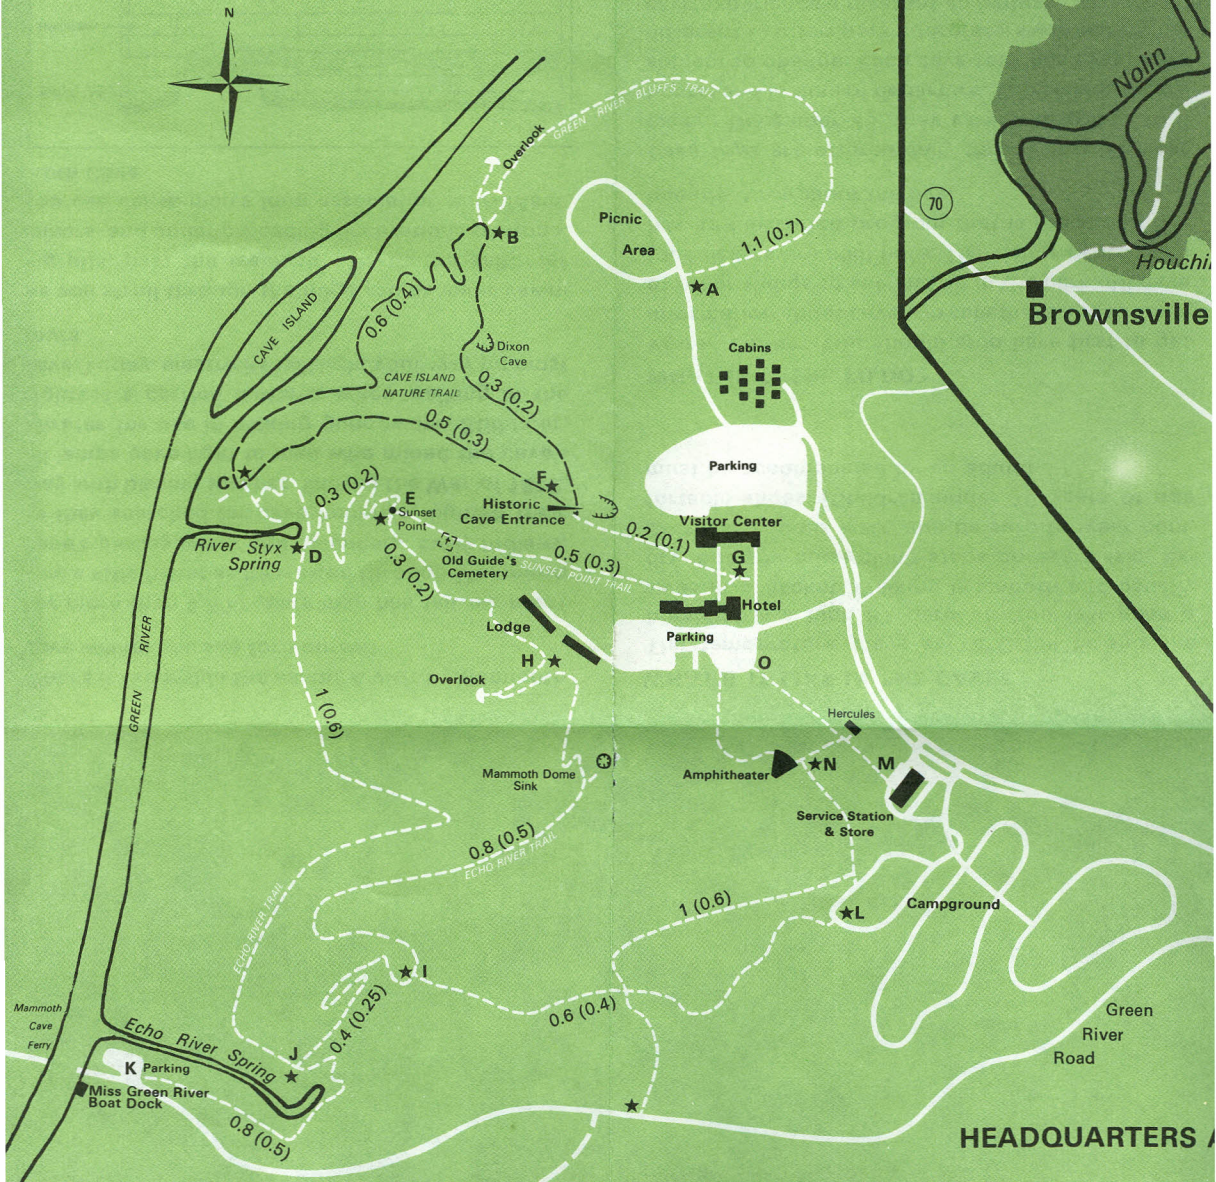 N
Nolin
GREEN RIVER BLUFFS TRAIL
Overlook
70
Picnic
Area
B
1.1 (0.7)
Houchi
A
Brownsville
CAVE ISLAND
0.6 (0.4)
Dixon
Cave
Cabins
CAVE ISLAND
NATURE TRAIL
0.3 (0.2)
0.5 (0.3)
Parking
C
F
0.3 (0.2)
E
Sunset
Point
Historic
Cave Entrance
Visitor Center
0.2 (0.1)
River Styx
Spring
D
0.3 (0.2)
Old Guide's
Cemetery
0.5 (0.3)
SUNSET POINT TRAIL
G
Hotel
Lodge
Parking
GREEN RIVER
H
O
Overlook
1 (0.6)
Hercules
Mammoth Dome
Sink
Amphitheater
N
M
Service Station
& Store
0.8 (0.5)
ECHO RIVER TRAIL
1 (0.6)
Campground
L
ECHO RIVER TRAIL
I
Mammoth
Cave
Ferry
0.4 (0.25)
0.6 (0.4)
Green
River
Road
Echo River Spring
J
K
Parking
Miss Green River
Boat Dock
0.8 (0.5)
HEADQUARTERS A